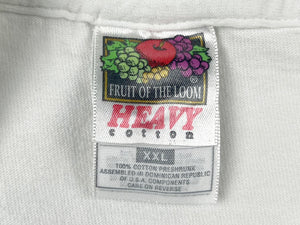 FRUIT OF THE LOOM
HEAVY
cotton
XXL
100% COTTON PRESHRUNK
ASSEMBLED IN DOMINICAN REPUBLIC
OF U.S.A. COMPONENTS
CARE ON REVERSE